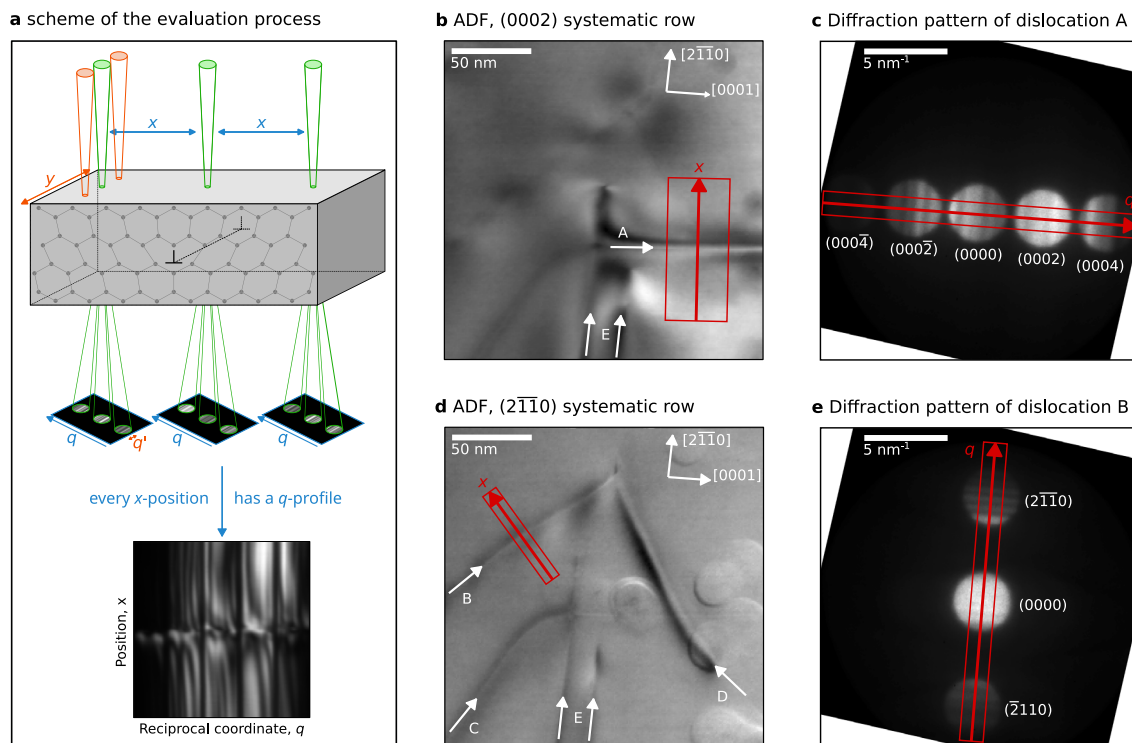 a scheme of the evaluation process
x
x
y
q
q'
q
q
every x-position
has a q-profile
Position, x
Reciprocal coordinate, q
b ADF, (0002) systematic row
50 nm
[21̅1̅0]
[0001]
x
A
E
c Diffraction pattern of dislocation A
5 nm⁻¹
q
(0004̅)
(0002̅)
(0000)
(0002)
(0004)
d ADF, (21̅1̅0) systematic row
50 nm
[21̅1̅0]
[0001]
x
B
C
E
D
e Diffraction pattern of dislocation B
5 nm⁻¹
q
(21̅1̅0)
(0000)
(2̅110)